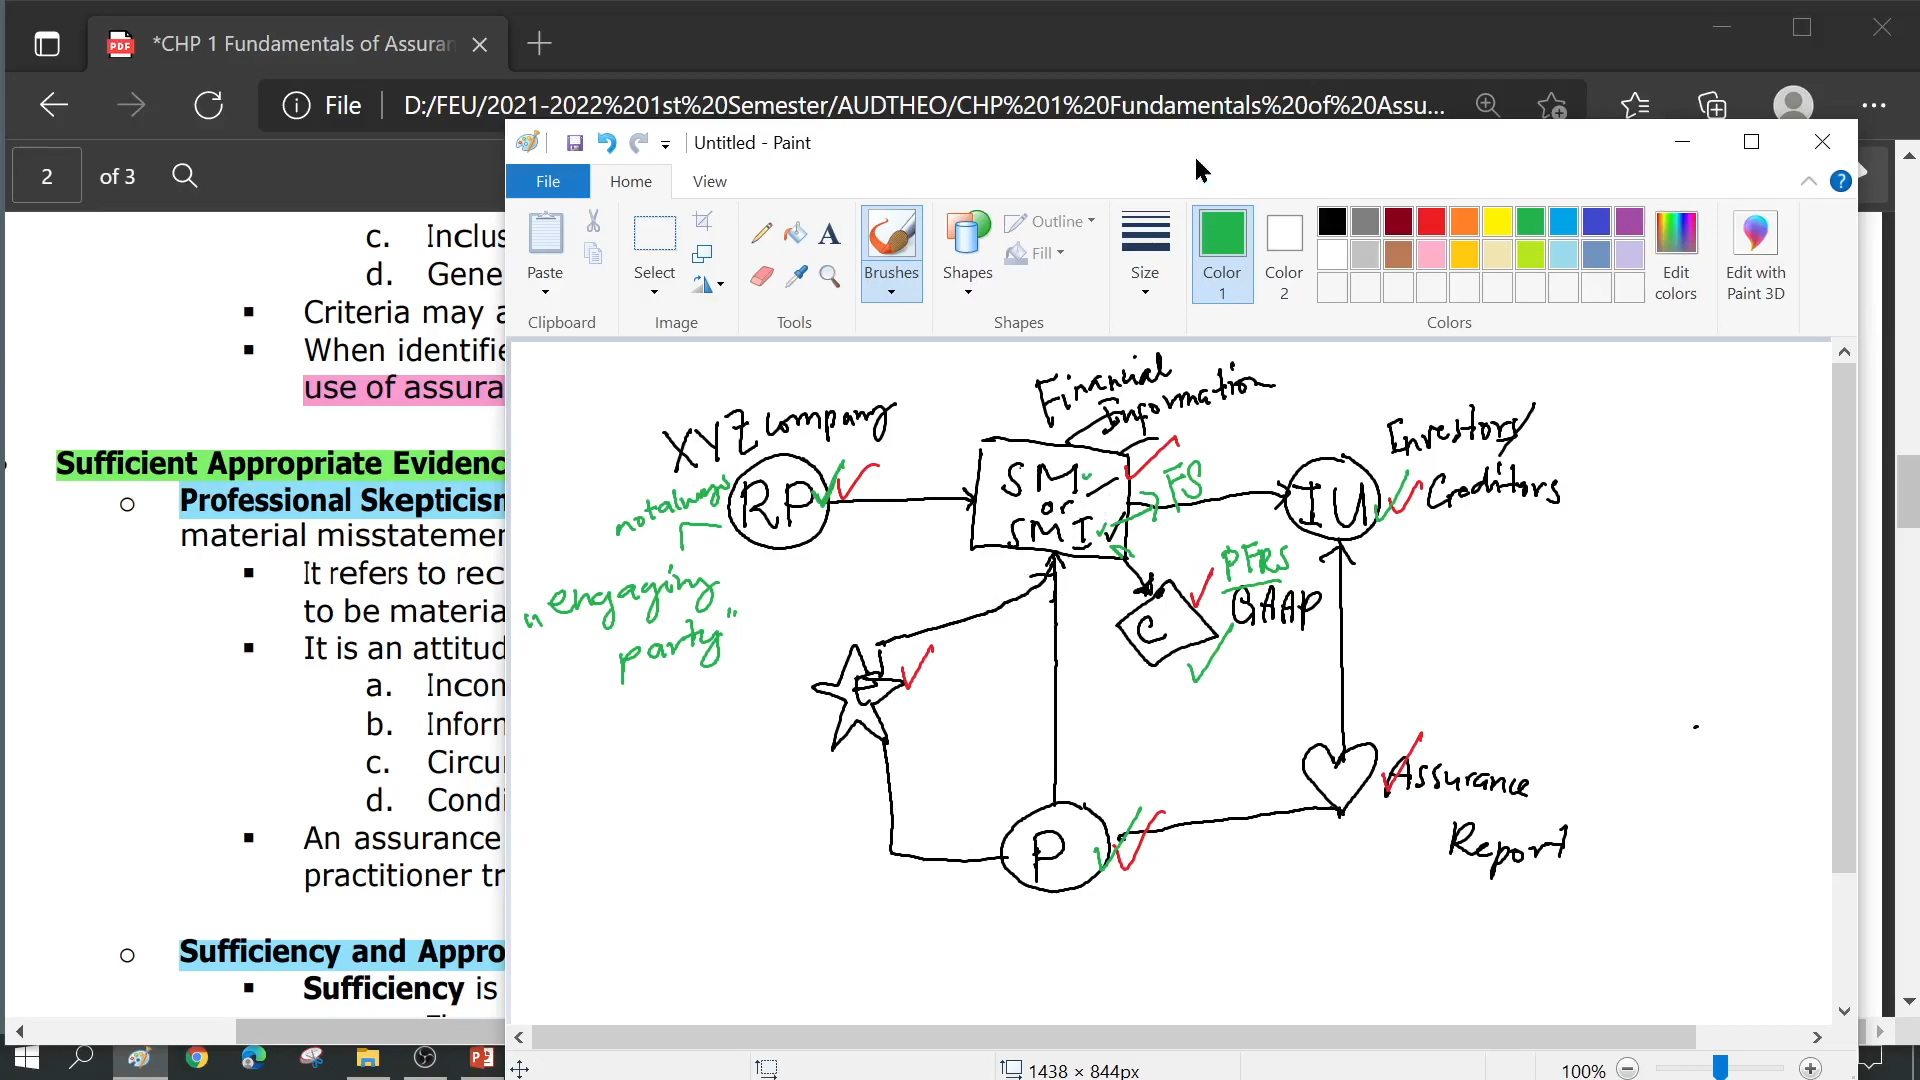 *CHP 1 Fundamentals of Assuran
File
D:/FEU/2021-2022%201st%20Semester/AUDTHEO/CHP%201%20Fundamentals%20of%20Assu...
2 of 3
Untitled - Paint
File Home View
Paste
Select
Brushes
Shapes
Outline
Fill
Size
Color 1
Color 2
Edit colors
Edit with Paint 3D
Clipboard
Image
Tools
Shapes
Colors
c. Inclus
d. Gene
▪ Criteria may a
▪ When identifie
use of assura
Sufficient Appropriate Evidenc
o Professional Skepticism
material misstatemer
▪ It refers to rec
to be materia
▪ It is an attitud
a. Incon
b. Inforn
c. Circu
d. Condi
▪ An assurance
practitioner tr
o Sufficiency and Appro
▪ Sufficiency is
Financial
Information
XYZ company
Investors/
Creditors
RP
SM
or
SMI
FS
IU
not always
"engaging
party"
PFRS
GAAP
C
E
P
Assurance
Report
1438 × 844px
100%